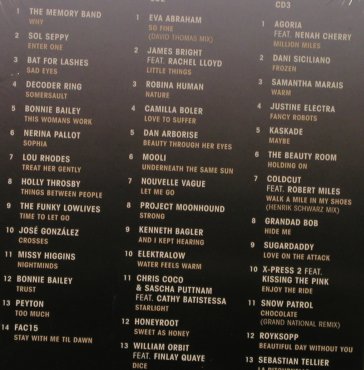 1 THE MEMORY BAND
WHY
2 SOL SEPPY
ENTER ONE
3 BAT FOR LASHES
SAD EYES
4 DECODER RING
SOMERSAULT
5 BONNIE BAILEY
THIS WOMANS WORK
6 NERINA PALLOT
SOPHIA
7 LOU RHODES
TREAT HER GENTLY
8 HOLLY THROSBY
THINGS BETWEEN PEOPLE
9 THE FUNKY LOWLIVES
TIME TO LET GO
10 JOSÉ GONZÁLEZ
CROSSES
11 MISSY HIGGINS
NIGHTMINDS
12 BONNIE BAILEY
TRUST
13 PEYTON
TOO MUCH
14 FAC15
STAY WITH ME TIL DAWN
1 EVA ABRAHAM
SO FINE
(DAVID THOMAS MIX)
2 JAMES BRIGHT
FEAT. RACHEL LLOYD
LITTLE THINGS
3 ROBINA HUMAN
NATURE
4 CAMILLA BOLER
LOVE TO SUFFER
5 DAN ARBORISE
BEAUTY THROUGH HER EYES
6 MOOLI
UNDERNEATH THE SAME SUN
7 NOUVELLE VAGUE
LET ME GO
8 PROJECT MOONHUND
STRONG
9 KENNETH BAGLER
AND I KEPT HEARING
10 ELEKTRALOW
WATER FEELS WARM
11 CHRIS COCO
& SASCHA PUTTNAM
FEAT. CATHY BATISTESSA
STARLIGHT
12 HONEYROOT
SWEET AS HONEY
13 WILLIAM ORBIT
FEAT. FINLAY QUAYE
DICE
CD3
1 AGORIA
FEAT. NENAH CHERRY
MILLION MILES
2 DANI SICILIANO
FROZEN
3 SAMANTHA MARAIS
WARM
4 JUSTINE ELECTRA
FANCY ROBOTS
5 KASKADE
MAYBE
6 THE BEAUTY ROOM
HOLDING ON
7 COLDCUT
FEAT. ROBERT MILES
WALK A MILE IN MY SHOES
(HENRIK SCHWARZ MIX)
8 GRANDAD BOB
HIDE ME
9 SUGARDADDY
LOVE ON THE ATTACK
10 X-PRESS 2 FEAT.
KISSING THE PINK
ENJOY THE RIDE
11 SNOW PATROL
CHOCOLATE
(GRAND NATIONAL REMIX)
12 ROYKSOPP
BEAUTIFUL DAY WITHOUT YOU
13 SEBASTIEN TELLIER